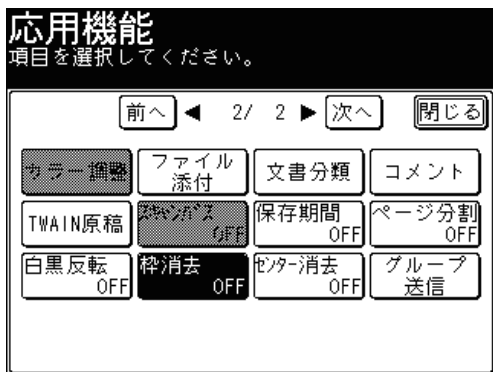 応用機能
項目を選択してください。
前へ ◀ 2/ 2 ▶ 次へ 閉じる
カラー調整
ファイル
添付
文書分類
コメント
TWAIN原稿
ｽｷｬﾝﾊﾟｽ
OFF
保存期間
OFF
ページ分割
OFF
白黒反転
OFF
枠消去
OFF
ｾﾝﾀｰ消去
OFF
グループ
送信